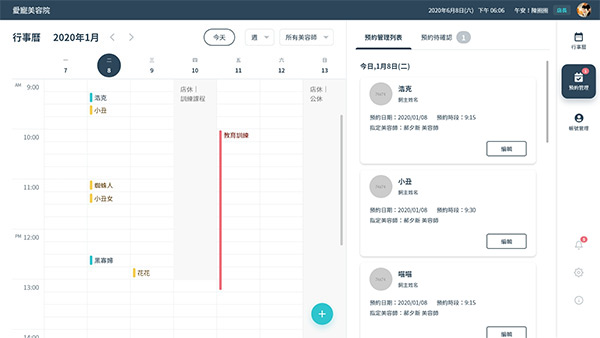 愛寵美容院
2020年6月8(六) 下午 06:06 午安！陳圈圈 店長
行事曆 2020年1月
今天 週 所有美容師
一 二 三 四 五 六 日
7 8 9 10 11 12 13
AM 9:00
店休｜
訓練課程
店休｜
公休
浩克
小丑
10:00
教育訓練
11:00
蜘蛛人
小丑女
PM 12:00
黑寡婦
花花
13:00
14:00
預約管理列表 預約待確認 1
今日,1月8日(二)
浩克
飼主姓名
預約日期：2020/01/08 預約時段：9:15
指定美容師：郝夕新 美容師
編輯
小丑
飼主姓名
預約日期：2020/01/08 預約時段：9:30
指定美容師：郝夕新 美容師
編輯
喵喵
飼主姓名
預約日期：2020/01/08 預約時段：9:15
指定美容師：郝夕新 美容師
編輯
行事曆
預約管理
帳號管理